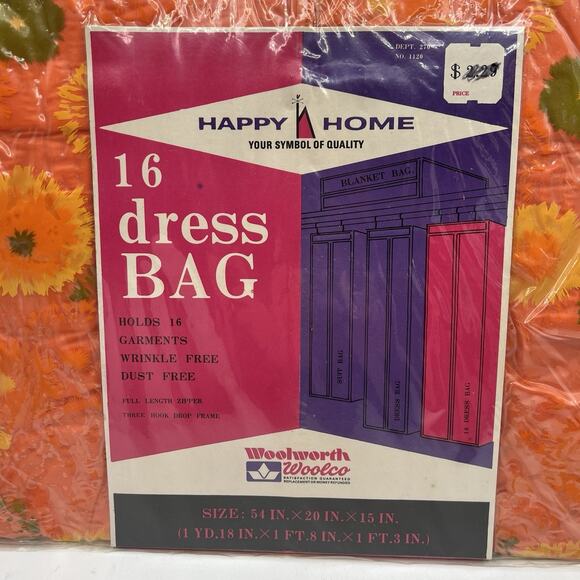 DEPT. 270
NO. 1120
$ 2.29
PRICE
HAPPY HOME
YOUR SYMBOL OF QUALITY
16
dress
BAG
HOLDS 16
GARMENTS
WRINKLE FREE
DUST FREE
FULL LENGTH ZIPPER
THREE HOOK DROP FRAME
BLANKET BAG
SUIT BAG
DRESS BAG
16 DRESS BAG
Woolworth
Woolco
SATISFACTION GUARANTEED
REPLACEMENT OR MONEY REFUNDED
SIZE: 54 IN.×20 IN.×15 IN.
(1 YD.18 IN.×1 FT.8 IN.×1 FT.3 IN.)